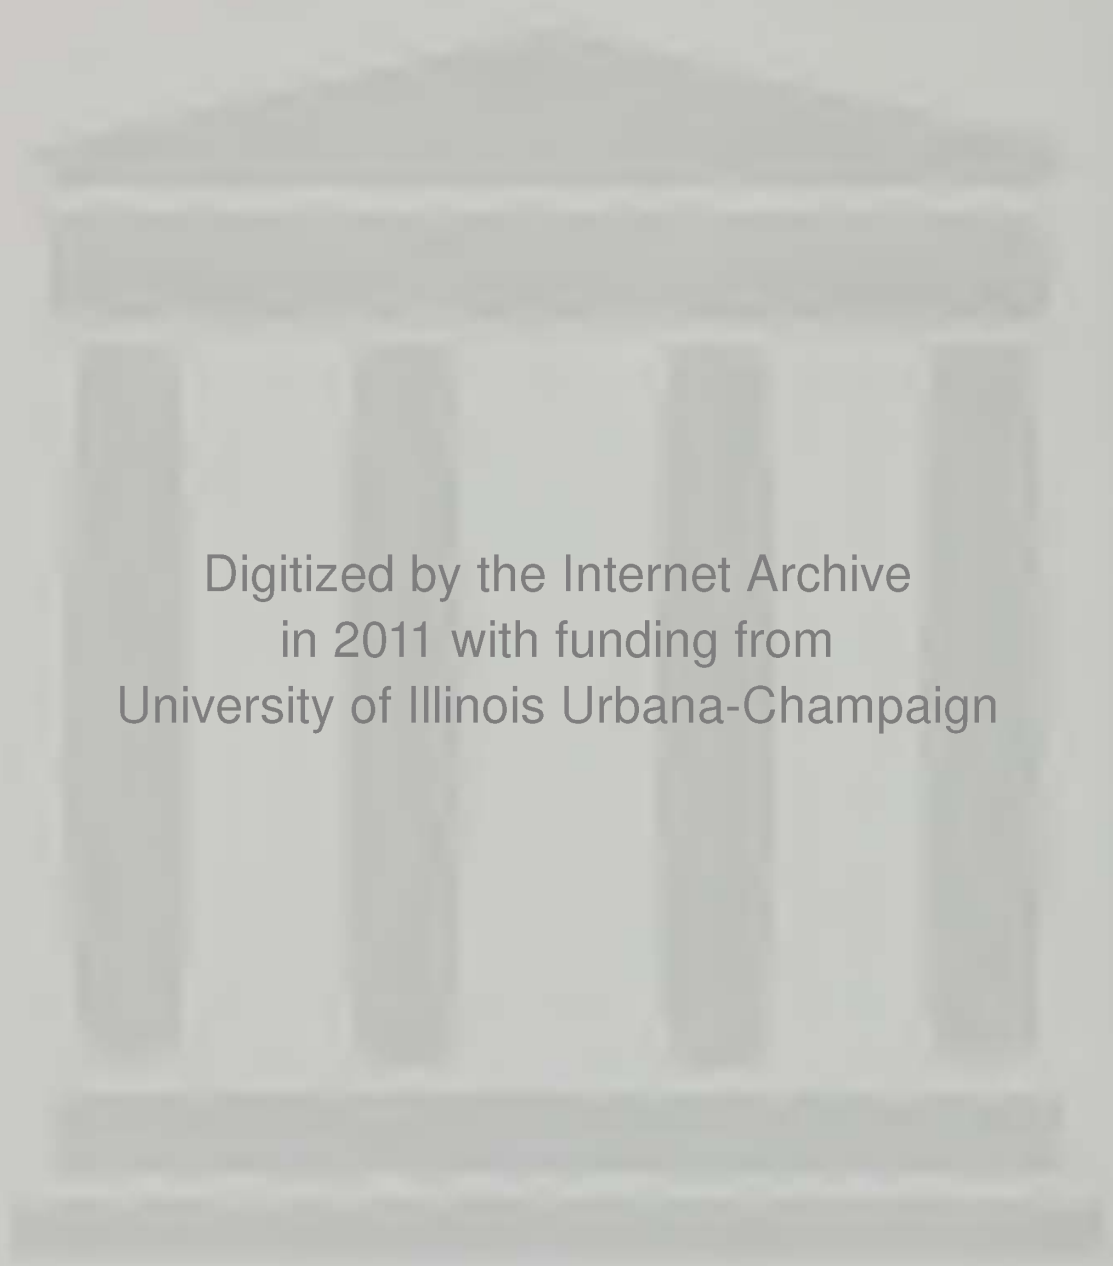 Digitized by the Internet Archive
in 2011 with funding from
University of Illinois Urbana-Champaign